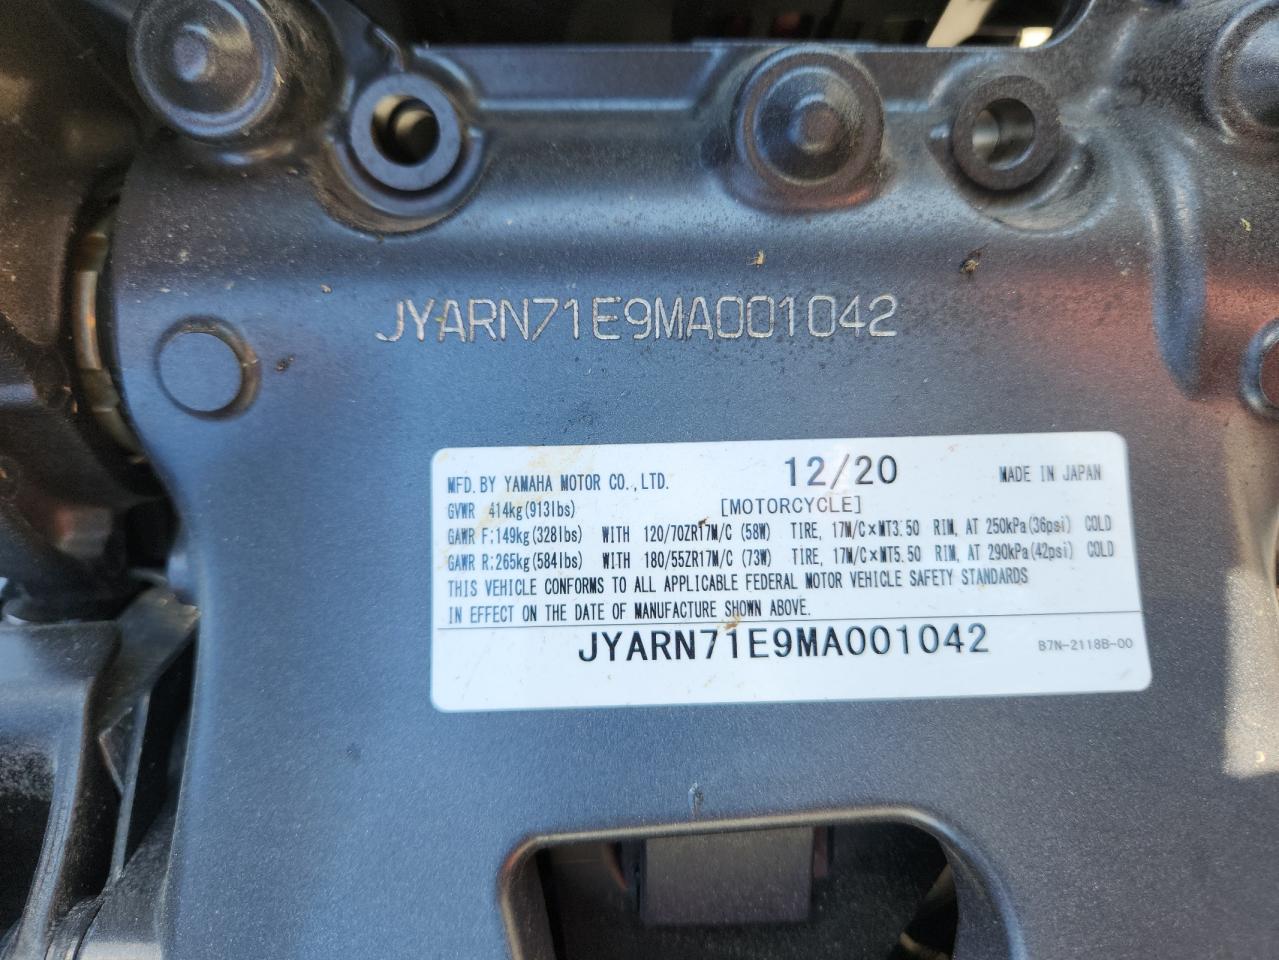 JYARN71E9MA001042
MFD. BY YAMAHA MOTOR CO., LTD. 12/20 MADE IN JAPAN
GVWR 414kg(913lbs) [MOTORCYCLE]
GAWR F:149kg(328lbs) WITH 120/70ZR17M/C (58W) TIRE, 17M/C×MT3.50 RIM, AT 250kPa(36psi) COLD
GAWR R:265kg(584lbs) WITH 180/55ZR17M/C (73W) TIRE, 17M/C×MT5.50 RIM, AT 290kPa(42psi) COLD
THIS VEHICLE CONFORMS TO ALL APPLICABLE FEDERAL MOTOR VEHICLE SAFETY STANDARDS
IN EFFECT ON THE DATE OF MANUFACTURE SHOWN ABOVE.
JYARN71E9MA001042 B7N-2118B-00